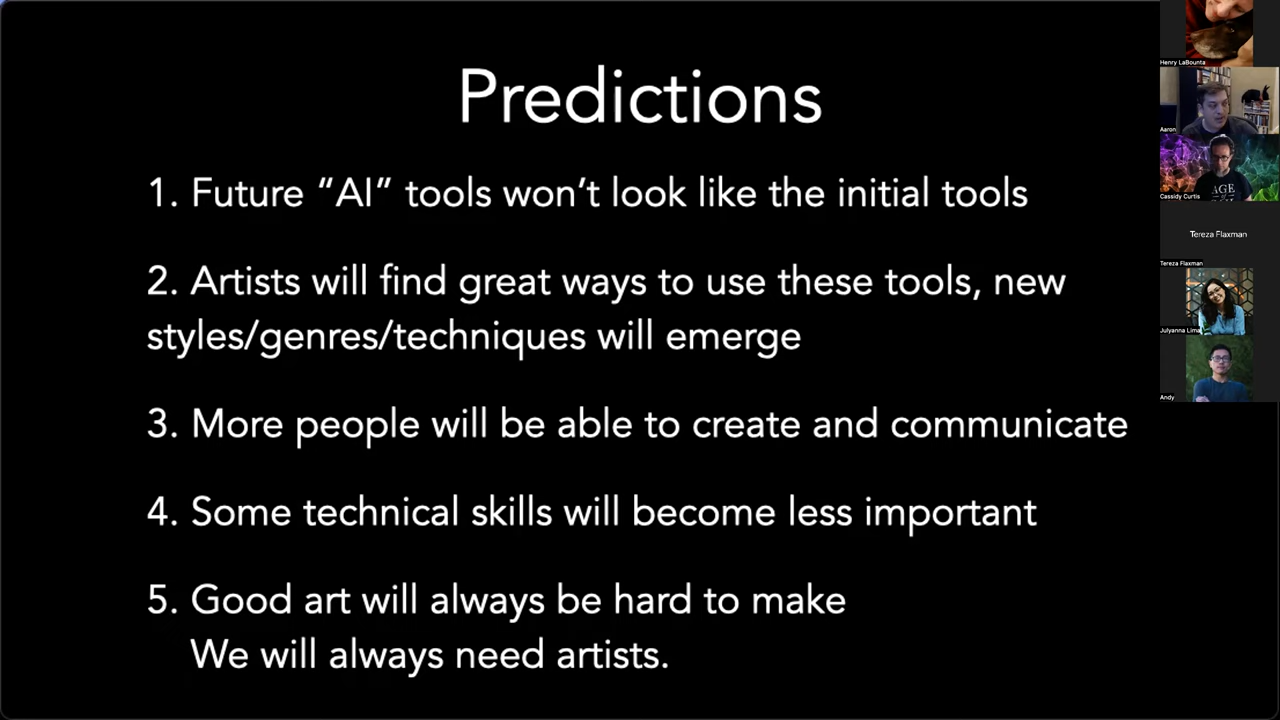 Predictions
1. Future “AI” tools won’t look like the initial tools
2. Artists will find great ways to use these tools, new
styles/genres/techniques will emerge
3. More people will be able to create and communicate
4. Some technical skills will become less important
5. Good art will always be hard to make
We will always need artists.
Henry LaBounta
Aaron
AGE
Cassidy Curtis
Tereza Flaxman
Tereza Flaxman
Julyanna Lima
Andy